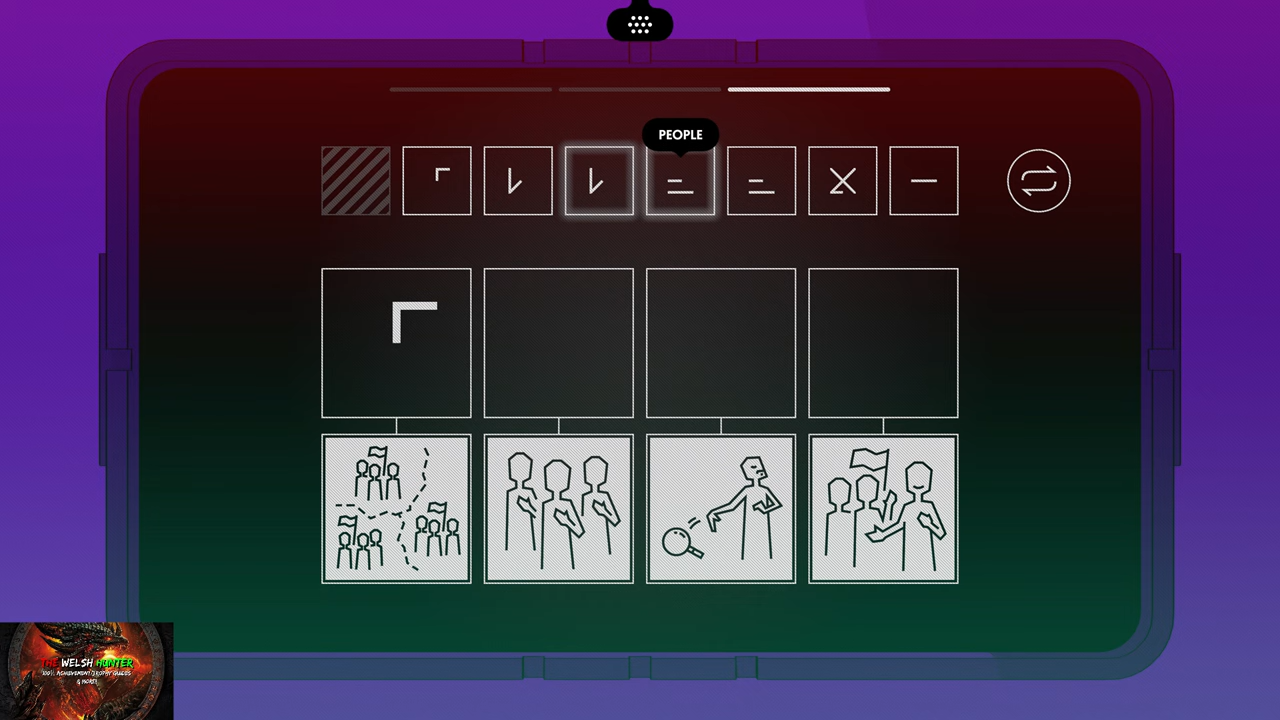 PEOPLE
THE WELSH HUNTER
100% ACHIEVEMENT/TROPHY GUIDES
& MORE!